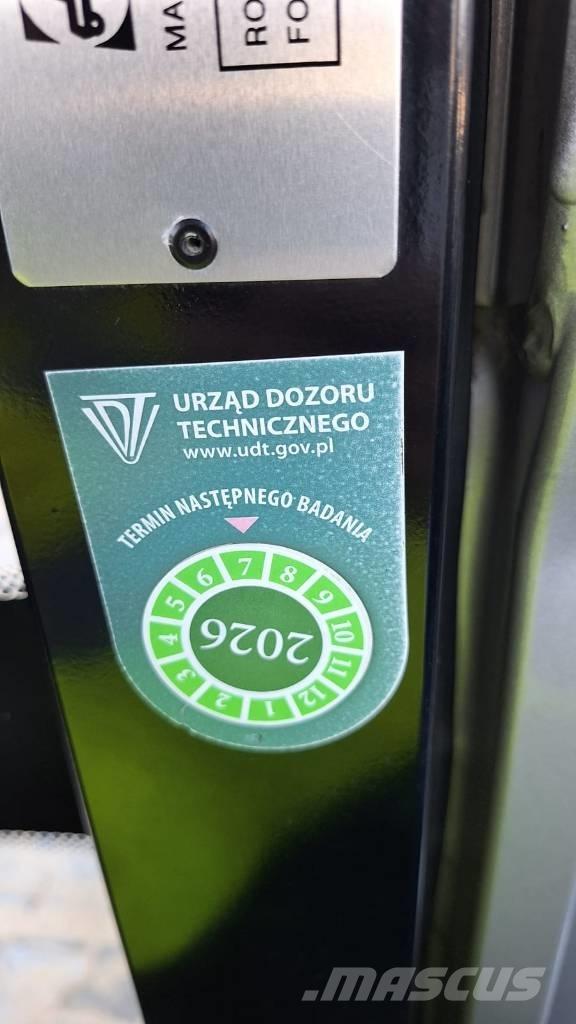 MA
RO
FO
UDT
URZĄD DOZORU
TECHNICZNEGO
www.udt.gov.pl
TERMIN NASTĘPNEGO BADANIA
1 2 3 4 5 6 7 8 9 10 11 12
2026
MASCUS